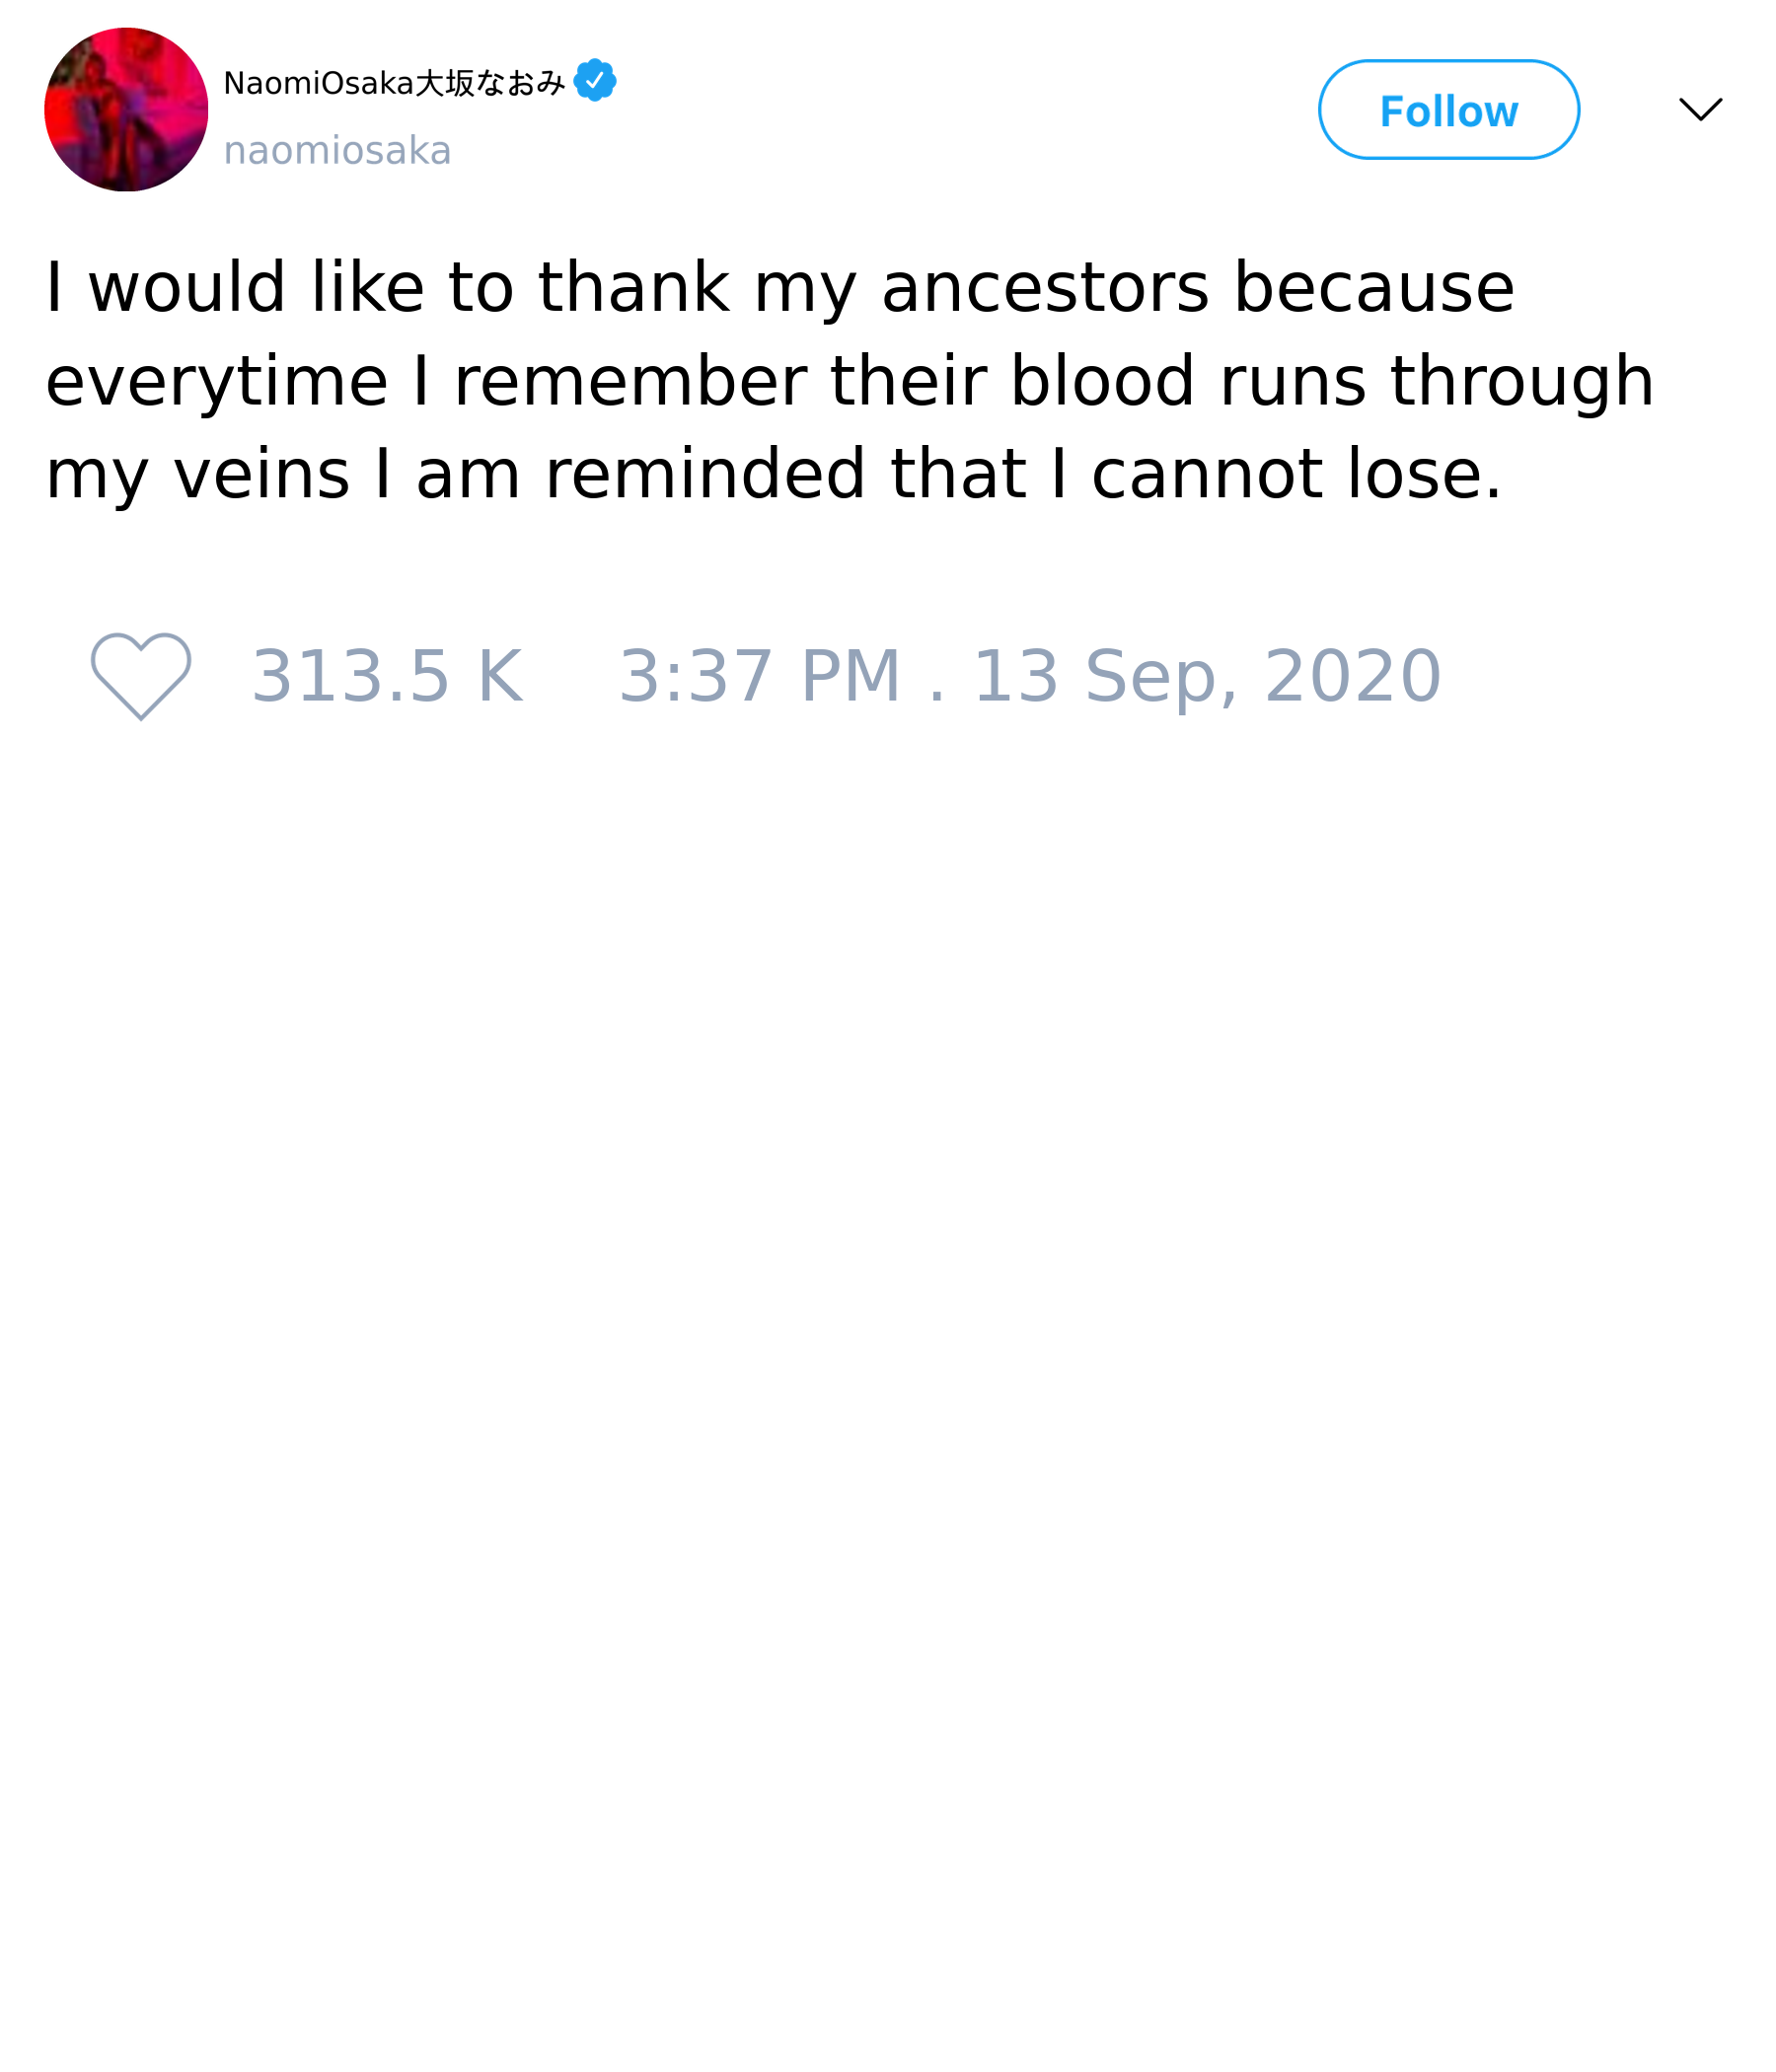 NaomiOsaka大坂なおみ
naomiosaka
Follow
I would like to thank my ancestors because
everytime I remember their blood runs through
my veins I am reminded that I cannot lose.
313.5 K 3:37 PM . 13 Sep, 2020